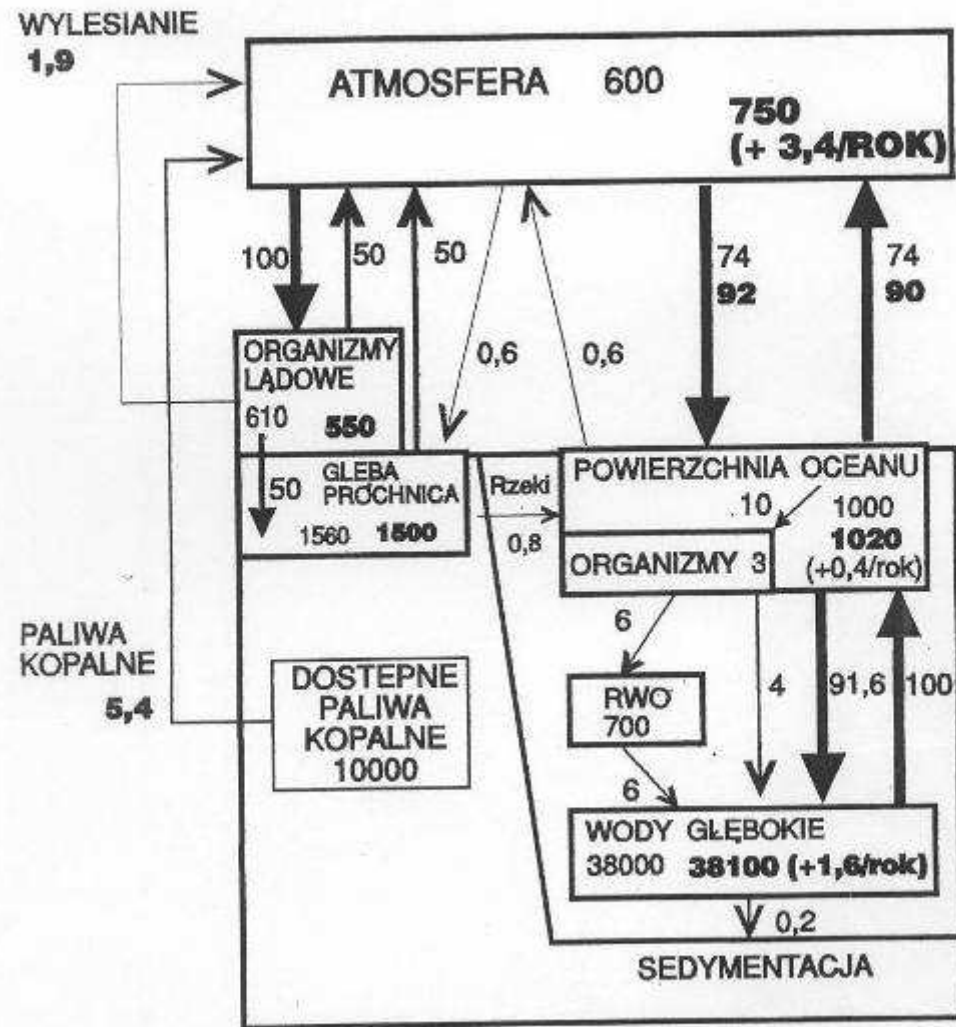 WYLESIANIE
1,9
ATMOSFERA 600
750
(+ 3,4/ROK)
100
50
50
0,6
0,6
74
92
74
90
ORGANIZMY
LĄDOWE
610 550
50
GLEBA
PRÓCHNICA
1560 1500
Rzeki
0,8
POWIERZCHNIA OCEANU
10 1000
1020
(+0,4/rok)
ORGANIZMY 3
6
4
91,6
100
PALIWA
KOPALNE
5,4
DOSTEPNE
PALIWA
KOPALNE
10000
RWO
700
6
WODY GŁĘBOKIE
38000 38100 (+1,6/rok)
0,2
SEDYMENTACJA